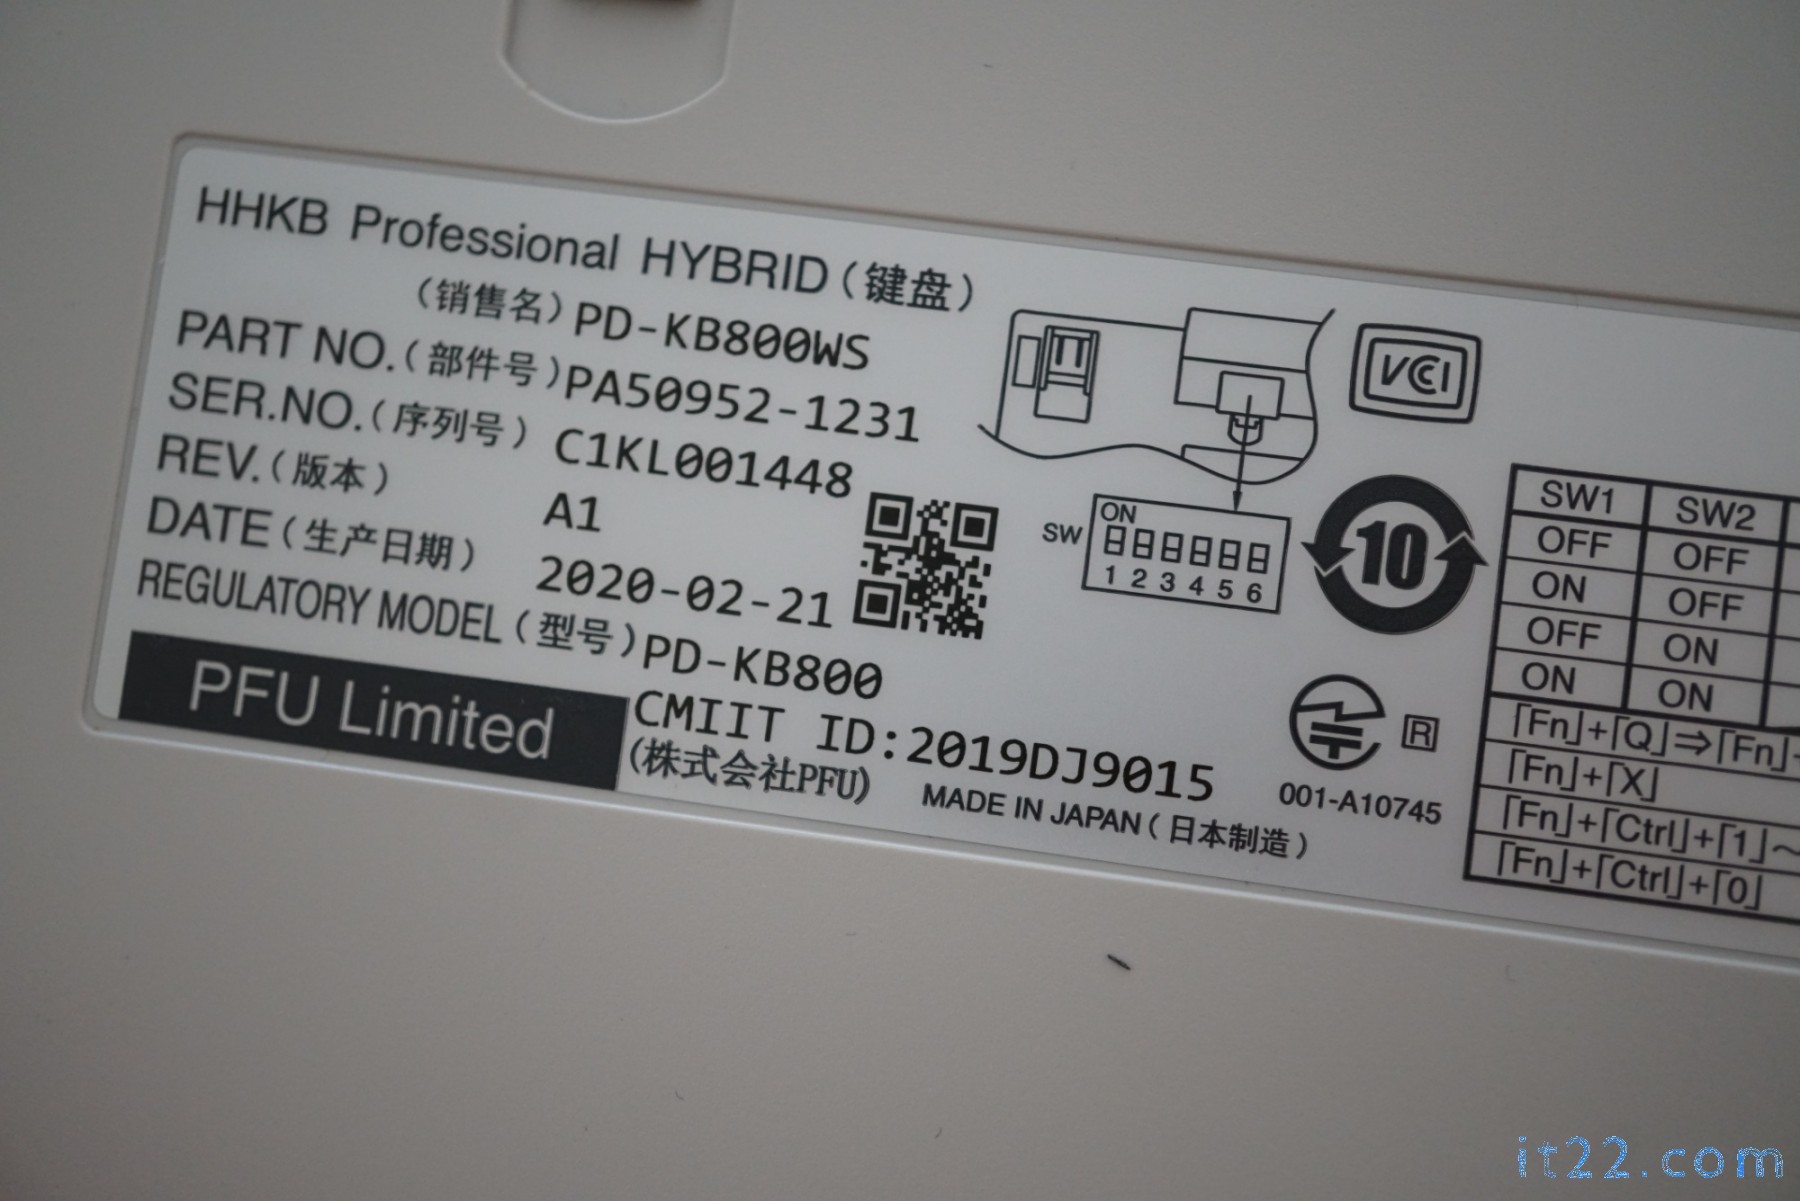 HHKB Professional HYBRID(键盘)
(销售名)PD-KB800WS
PART NO.(部件号)PA50952-1231
SER.NO.(序列号) C1KL001448
REV.(版本) A1
DATE(生产日期) 2020-02-21
REGULATORY MODEL(型号)PD-KB800
PFU Limited
CMIIT ID:2019DJ9015
(株式会社PFU)
MADE IN JAPAN(日本制造)
VCI
SW
ON
1 2 3 4 5 6
10
R
001-A10745
SW1 SW2
OFF OFF
ON OFF
OFF ON
ON ON
「Fn」+「Q」⇒「Fn」+
「Fn」+「X」
「Fn」+「Ctrl」+「1」~
「Fn」+「Ctrl」+「0」
it22.com